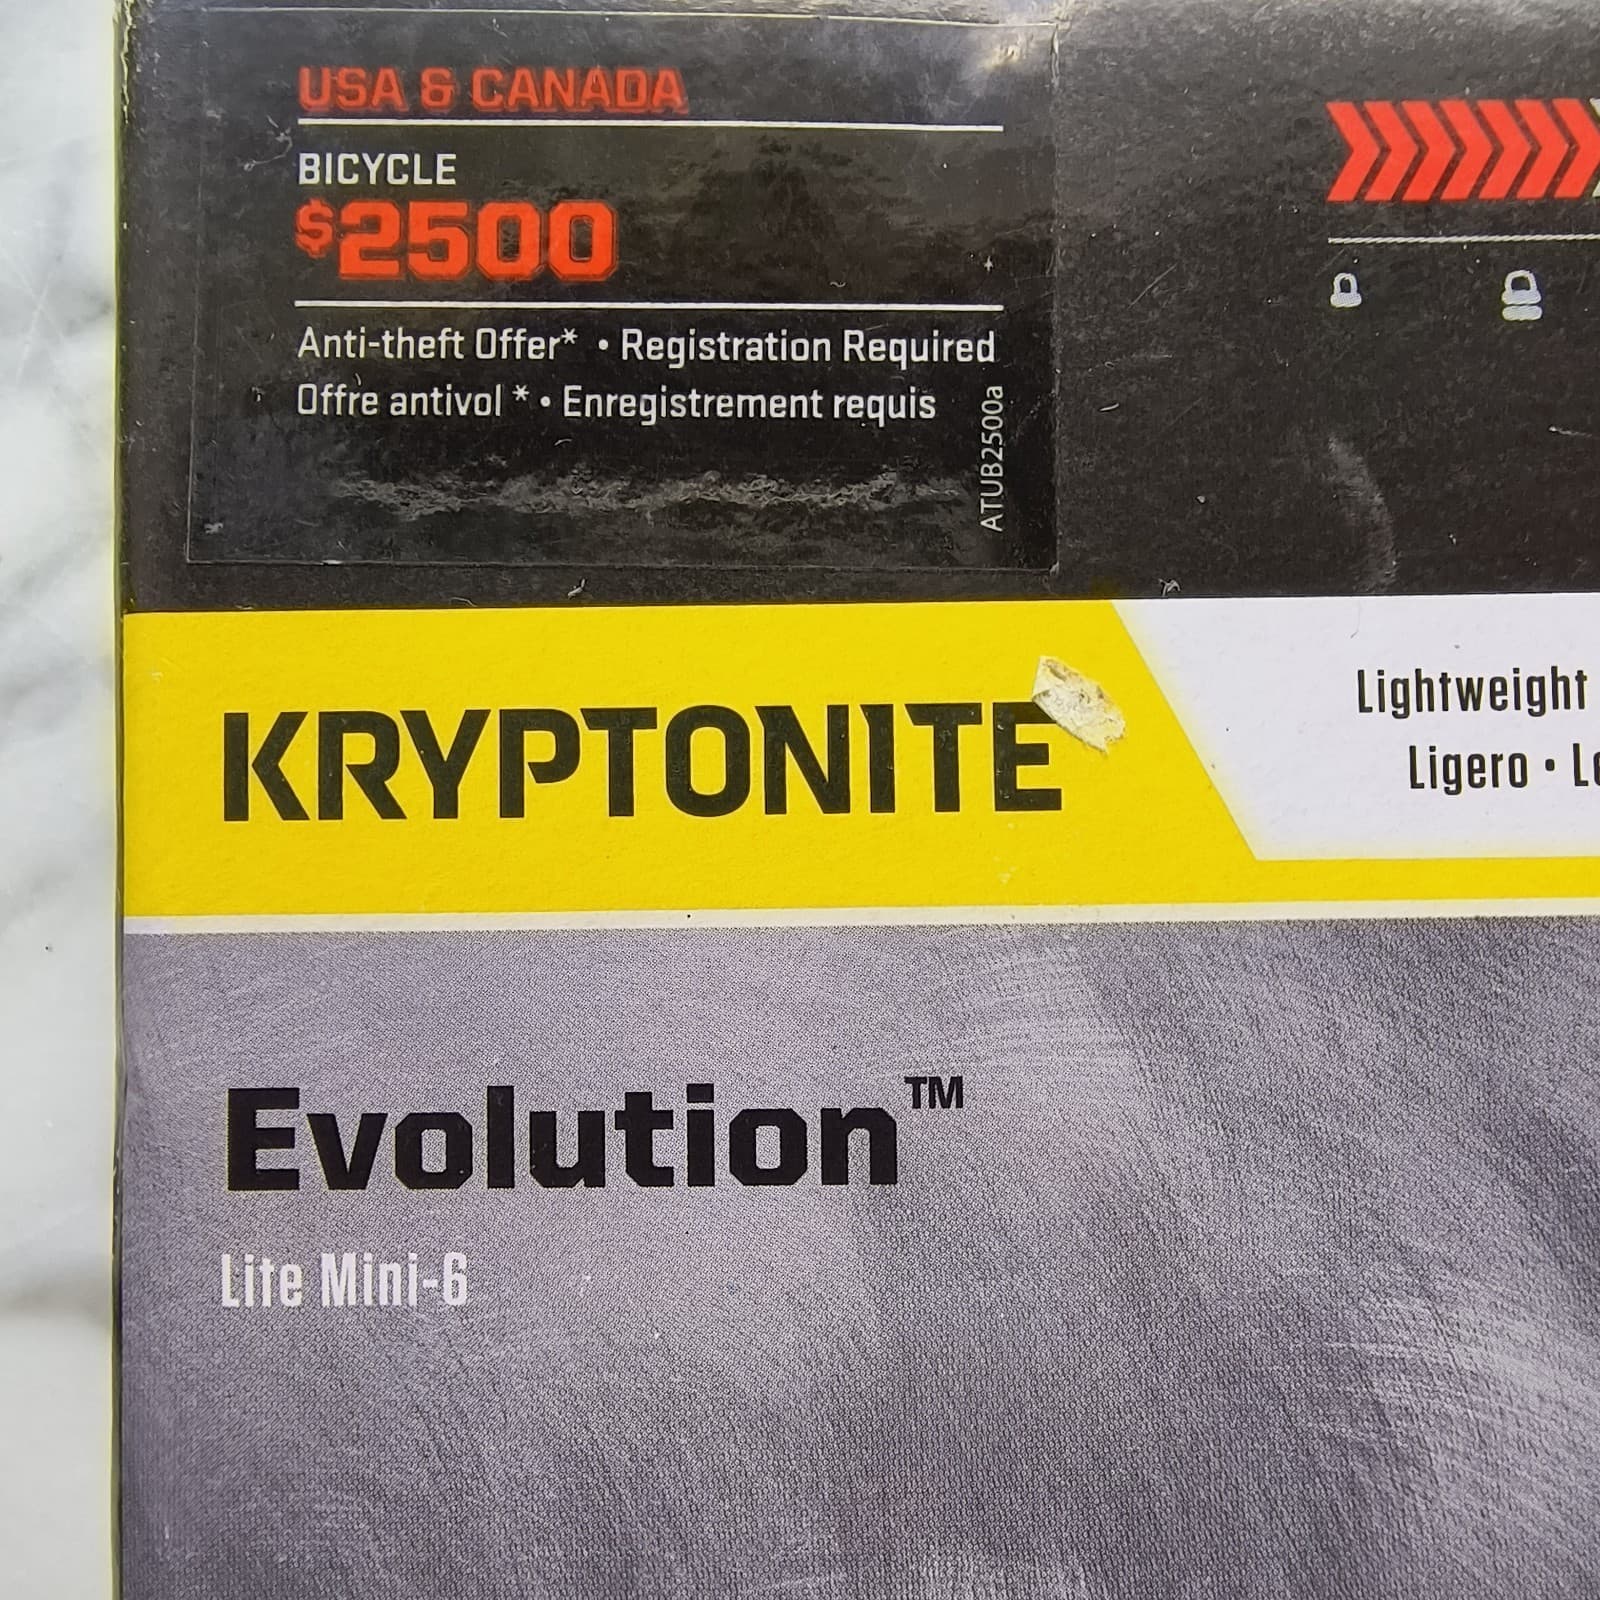 USA & CANADA
BICYCLE
$2500
Anti-theft Offer* • Registration Required
Offre antivol * • Enregistrement requis
ATUB2500a
KRYPTONITE
Lightweight
Ligero •
Evolution™
Lite Mini-6